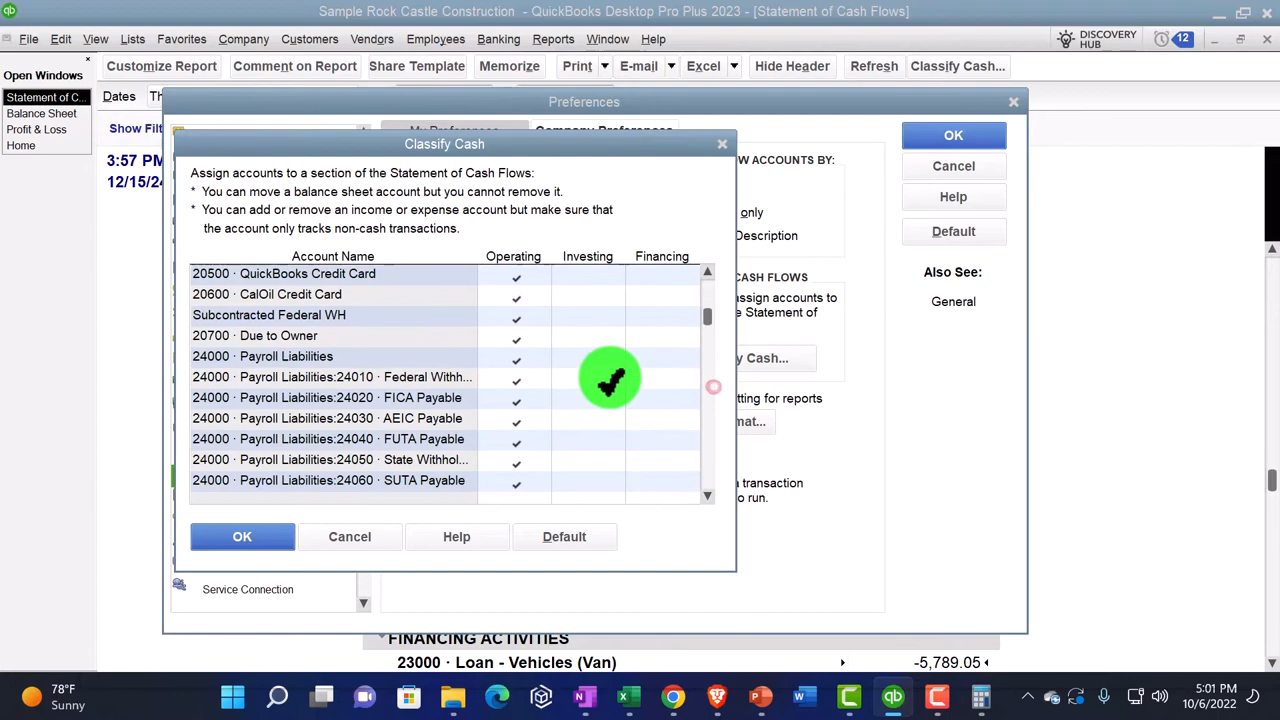 Sample Rock Castle Construction - QuickBooks Desktop Pro Plus 2023 - [Statement of Cash Flows]
File Edit View Lists Favorites Company Customers Vendors Employees Banking Reports Window Help
DISCOVERY HUB 12
Open Windows
Statement of C...
Balance Sheet
Profit & Loss
Home
Customize Report Comment on Report Share Template Memorize Print E-mail Excel Hide Header Refresh Classify Cash...
Dates Th
Show Filt
3:57 PM
12/15/24
Preferences
My Preferences Company Preferences
W ACCOUNTS BY:
only
Description
CASH FLOWS
assign accounts to
e Statement of
y Cash...
tting for reports
mat...
a transaction
o run.
OK
Cancel
Help
Default
Also See:
General
Service Connection
Classify Cash
Assign accounts to a section of the Statement of Cash Flows:
* You can move a balance sheet account but you cannot remove it.
* You can add or remove an income or expense account but make sure that
the account only tracks non-cash transactions.
Account Name Operating Investing Financing
20500 · QuickBooks Credit Card
20600 · CalOil Credit Card
Subcontracted Federal WH
20700 · Due to Owner
24000 · Payroll Liabilities
24000 · Payroll Liabilities:24010 · Federal Withh...
24000 · Payroll Liabilities:24020 · FICA Payable
24000 · Payroll Liabilities:24030 · AEIC Payable
24000 · Payroll Liabilities:24040 · FUTA Payable
24000 · Payroll Liabilities:24050 · State Withhol...
24000 · Payroll Liabilities:24060 · SUTA Payable
OK Cancel Help Default
FINANCING ACTIVITIES
23000 · Loan - Vehicles (Van) -5,789.05
78°F
Sunny
5:01 PM
10/6/2022